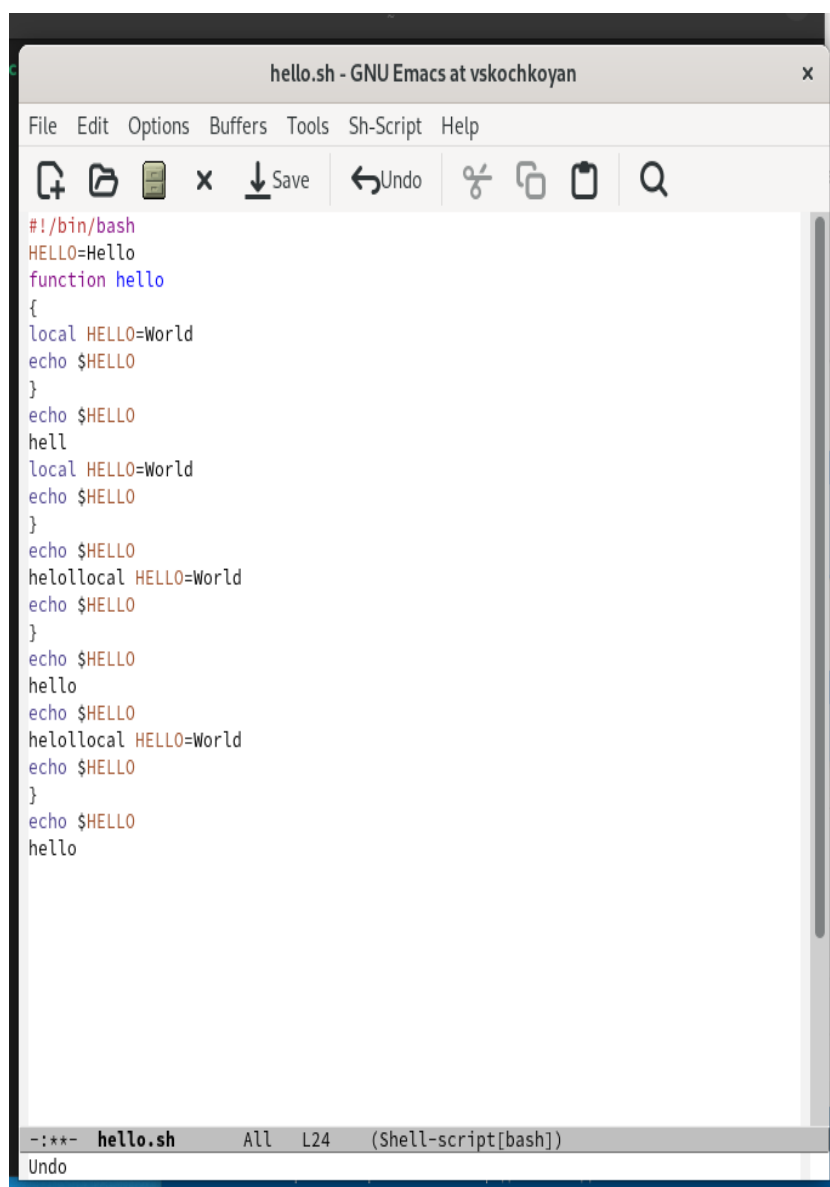 hello.sh - GNU Emacs at vskochkoyan
File Edit Options Buffers Tools Sh-Script Help
Save Undo
#!/bin/bash
HELLO=Hello
function hello
{
local HELLO=World
echo $HELLO
}
echo $HELLO
hell
local HELLO=World
echo $HELLO
}
echo $HELLO
helollocal HELLO=World
echo $HELLO
}
echo $HELLO
hello
echo $HELLO
helollocal HELLO=World
echo $HELLO
}
echo $HELLO
hello
-:**- hello.sh All L24 (Shell-script[bash])
Undo